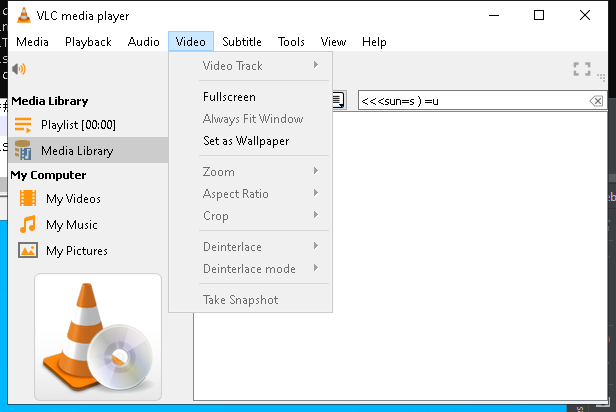 VLC media player
Media Playback Audio Video Subtitle Tools View Help
Video Track
Fullscreen
Always Fit Window
Set as Wallpaper
Zoom
Aspect Ratio
Crop
Deinterlace
Deinterlace mode
Take Snapshot
Media Library
Playlist [00:00]
Media Library
My Computer
My Videos
My Music
My Pictures
<<<sun=s ) =u